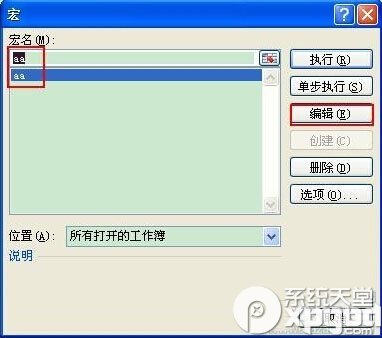 宏
宏名(M):
aa
aa
执行(R)
单步执行(S)
编辑(E)
创建(C)
删除(D)
选项(O)...
位置(A):
所有打开的工作簿
说明
系统天堂